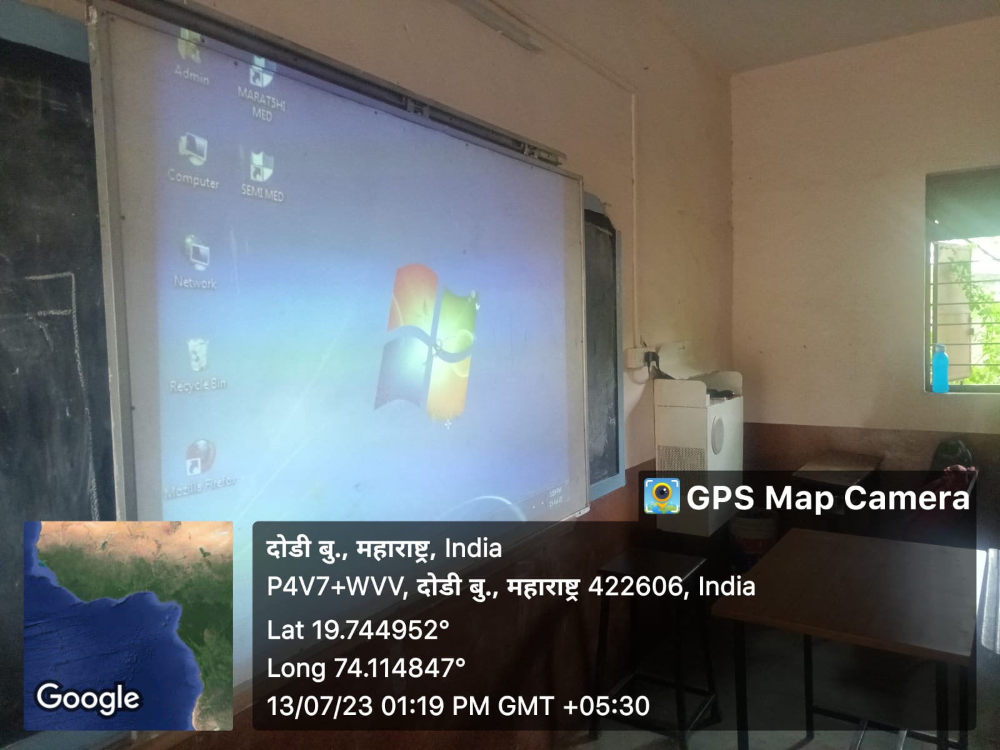 Admin
MARATSHI
MED
Computer
SEMI MED
Network
Recycle Bin
Mozilla Firefox
GPS Map Camera
दोडी बु., महाराष्ट्र, India
P4V7+WVV, दोडी बु., महाराष्ट्र 422606, India
Lat 19.744952°
Long 74.114847°
13/07/23 01:19 PM GMT +05:30
Google